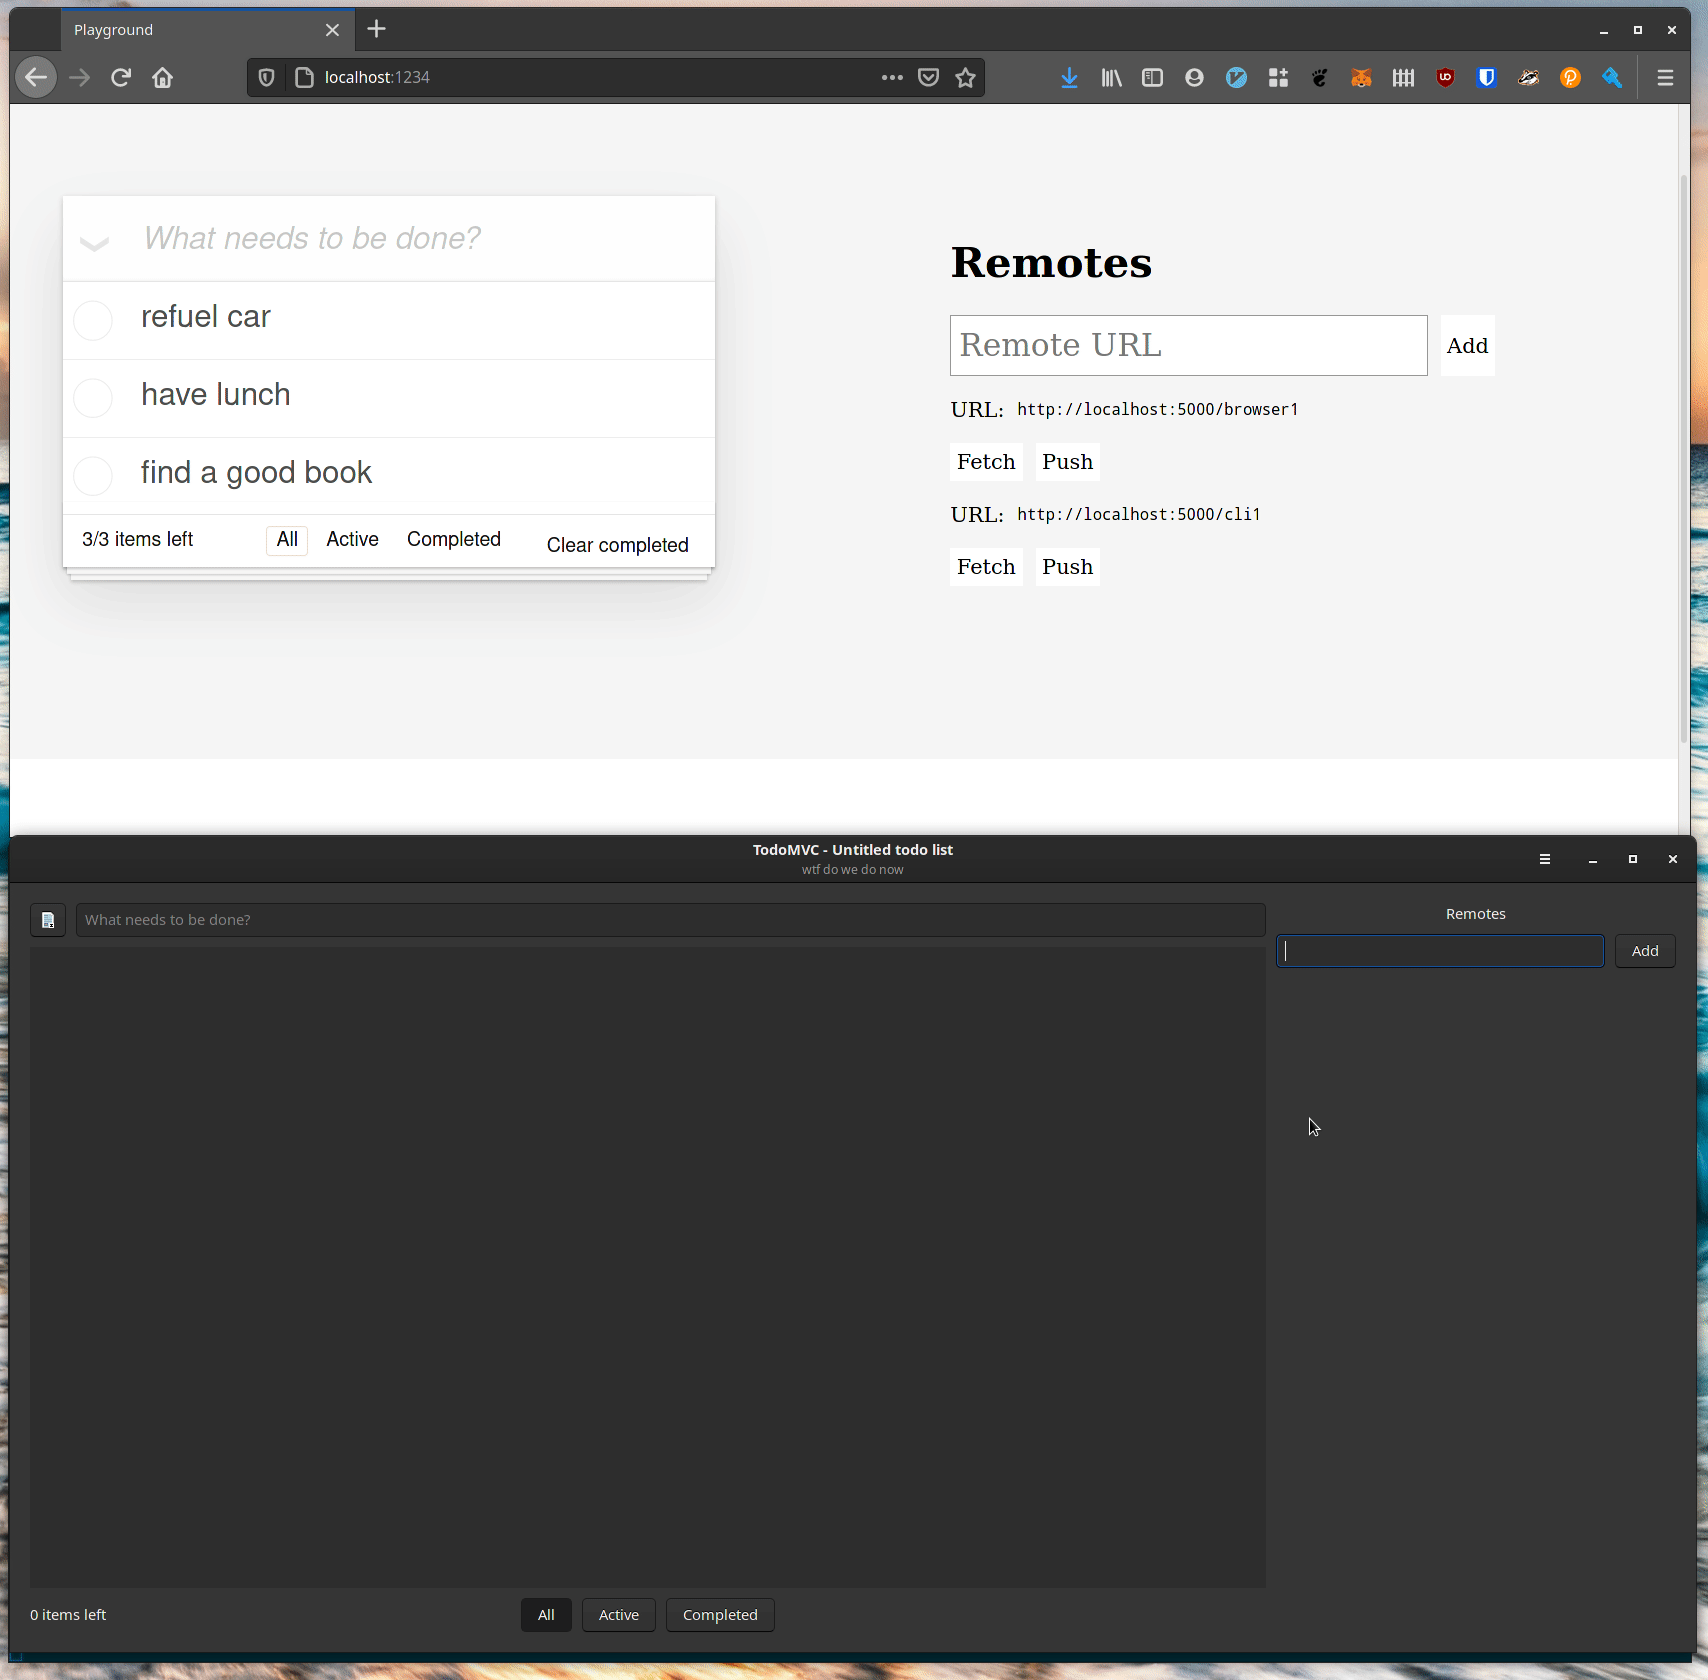 Playground
localhost:1234
What needs to be done?
refuel car
have lunch
find a good book
3/3 items left
All
Active
Completed
Clear completed
Remotes
Remote URL
Add
URL: http://localhost:5000/browser1
Fetch
Push
URL: http://localhost:5000/cli1
Fetch
Push
TodoMVC - Untitled todo list
wtf do we do now
What needs to be done?
Remotes
Add
0 items left
All
Active
Completed